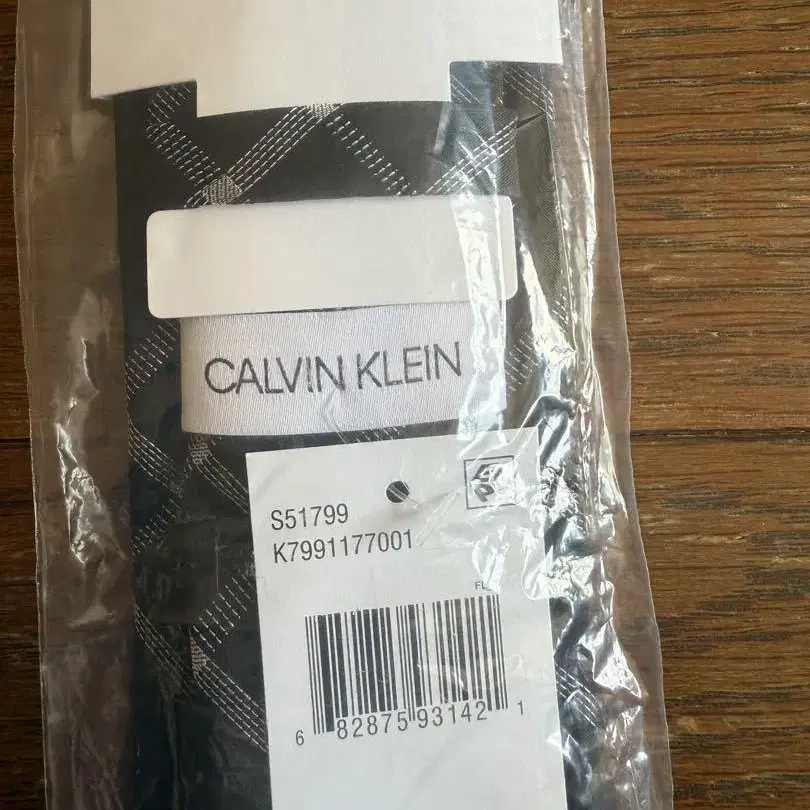 CALVIN KLEIN
S51799
K7991177001
6 82875 93142 1